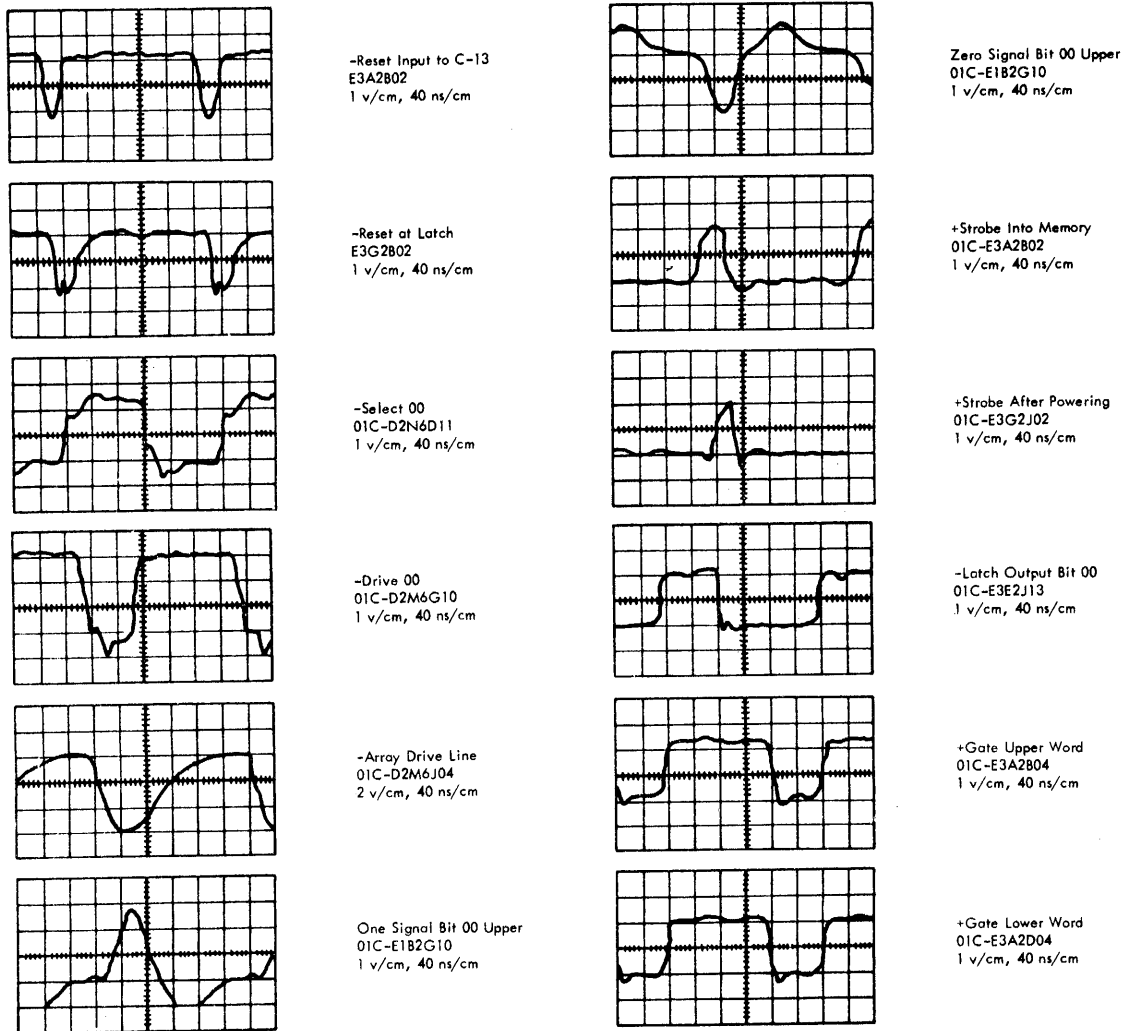 -Reset Input to C-13
E3A2B02
1 v/cm, 40 ns/cm
-Reset at Latch
E3G2B02
1 v/cm, 40 ns/cm
-Select 00
01C-D2N6D11
1 v/cm, 40 ns/cm
-Drive 00
01C-D2M6G10
1 v/cm, 40 ns/cm
-Array Drive Line
01C-D2M6J04
2 v/cm, 40 ns/cm
One Signal Bit 00 Upper
01C-E1B2G10
1 v/cm, 40 ns/cm
Zero Signal Bit 00 Upper
01C-E1B2G10
1 v/cm, 40 ns/cm
+Strobe Into Memory
01C-E3A2B02
1 v/cm, 40 ns/cm
+Strobe After Powering
01C-E3G2J02
1 v/cm, 40 ns/cm
-Latch Output Bit 00
01C-E3E2J13
1 v/cm, 40 ns/cm
+Gate Upper Word
01C-E3A2B04
1 v/cm, 40 ns/cm
+Gate Lower Word
01C-E3A2D04
1 v/cm, 40 ns/cm